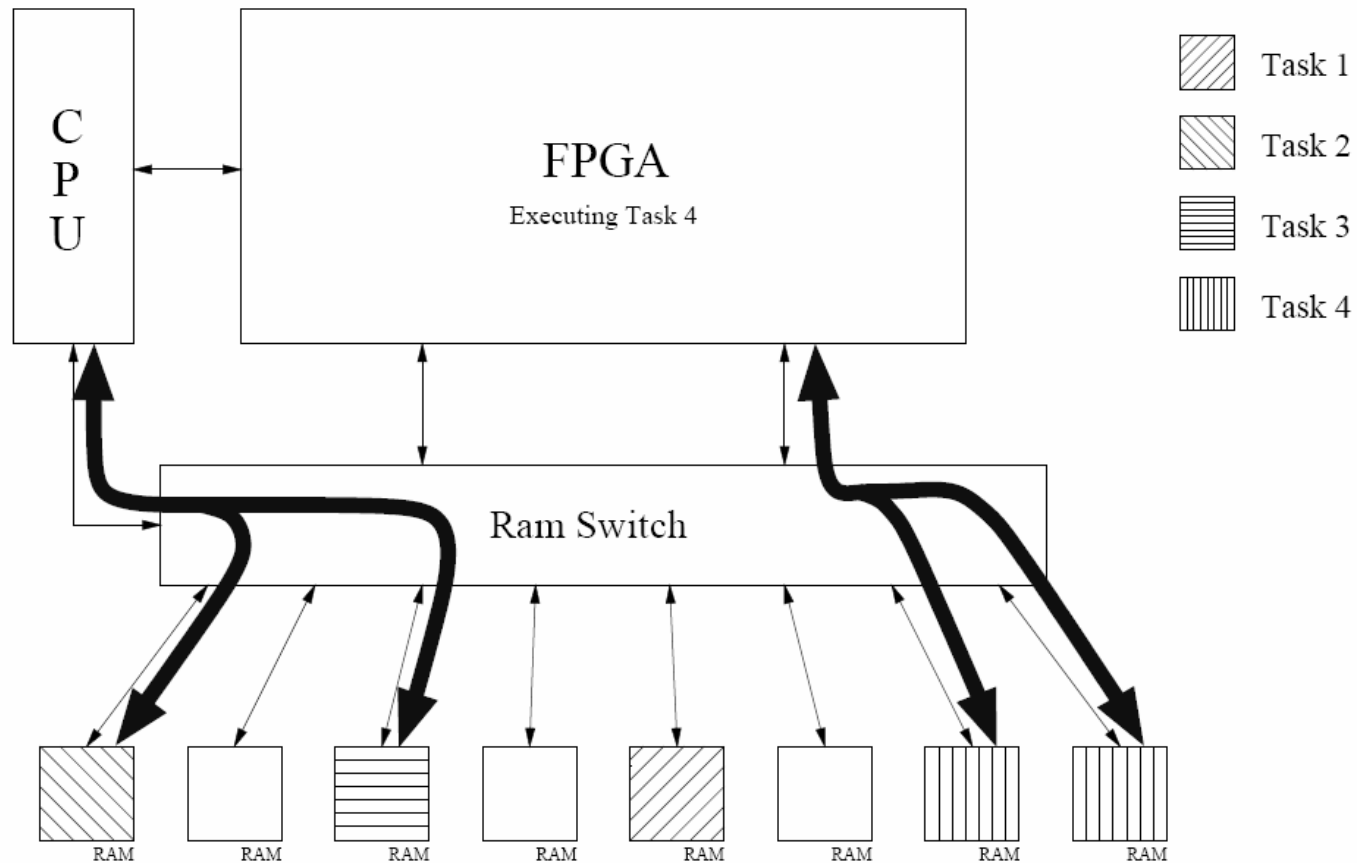 C
P
U
FPGA
Executing Task 4
Task 1
Task 2
Task 3
Task 4
Ram Switch
RAM
RAM
RAM
RAM
RAM
RAM
RAM
RAM